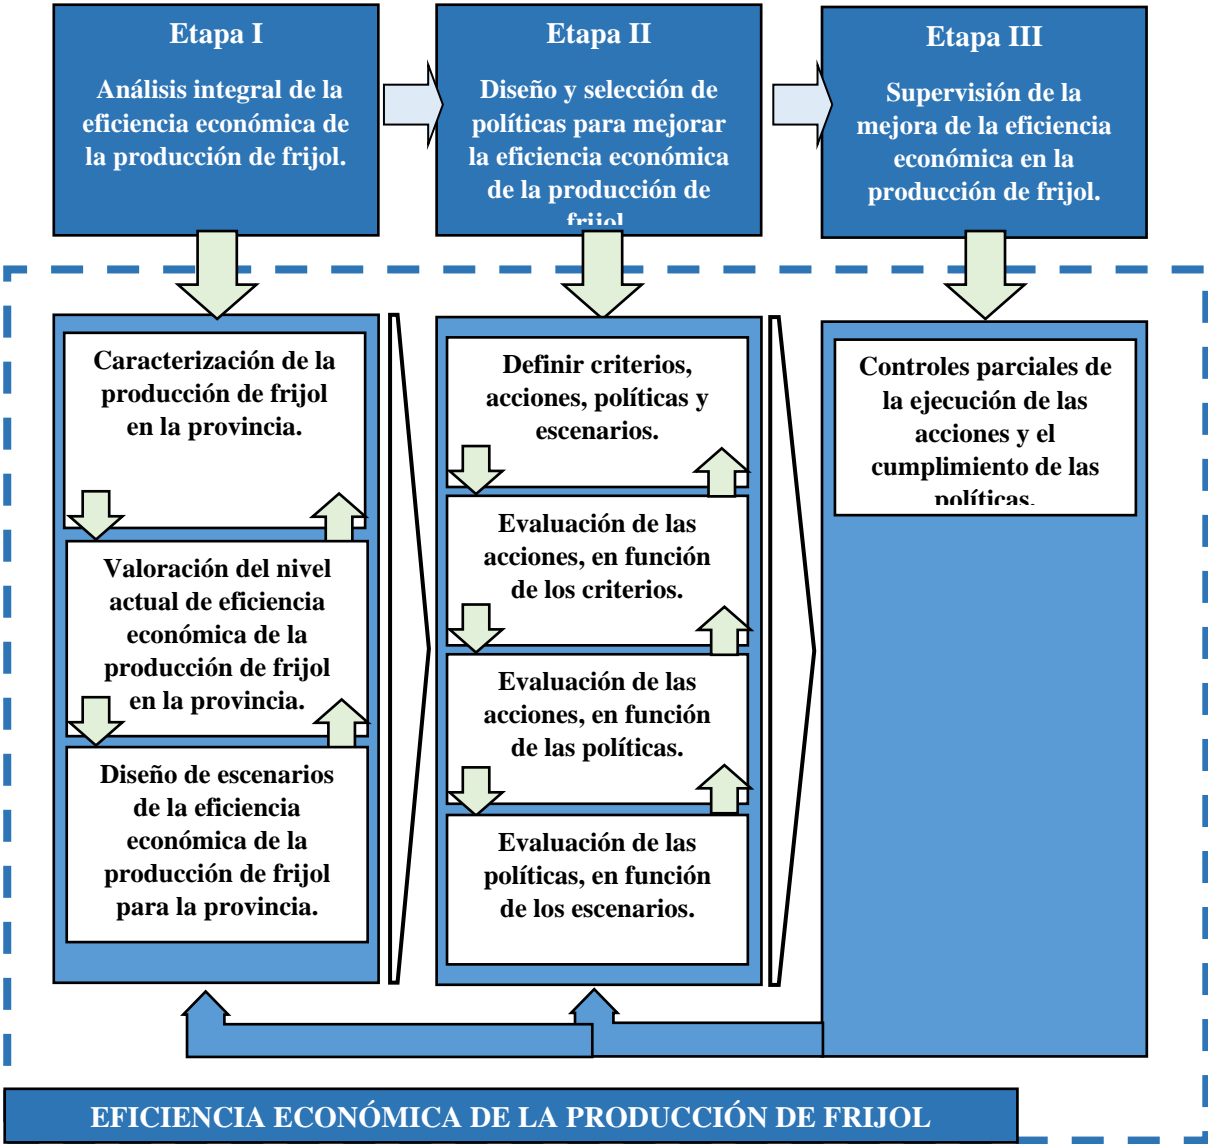 Etapa I
Análisis integral de la
eficiencia económica de
la producción de frijol.
Etapa II
Diseño y selección de
políticas para mejorar
la eficiencia económica
de la producción de
frijol
Etapa III
Supervisión de la
mejora de la eficiencia
económica en la
producción de frijol.
Caracterización de la
producción de frijol
en la provincia.
Valoración del nivel
actual de eficiencia
económica de la
producción de frijol
en la provincia.
Diseño de escenarios
de la eficiencia
económica de la
producción de frijol
para la provincia.
Definir criterios,
acciones, políticas y
escenarios.
Evaluación de las
acciones, en función
de los criterios.
Evaluación de las
acciones, en función
de las políticas.
Evaluación de las
políticas, en función
de los escenarios.
Controles parciales de
la ejecución de las
acciones y el
cumplimiento de las
políticas.
EFICIENCIA ECONÓMICA DE LA PRODUCCIÓN DE FRIJOL